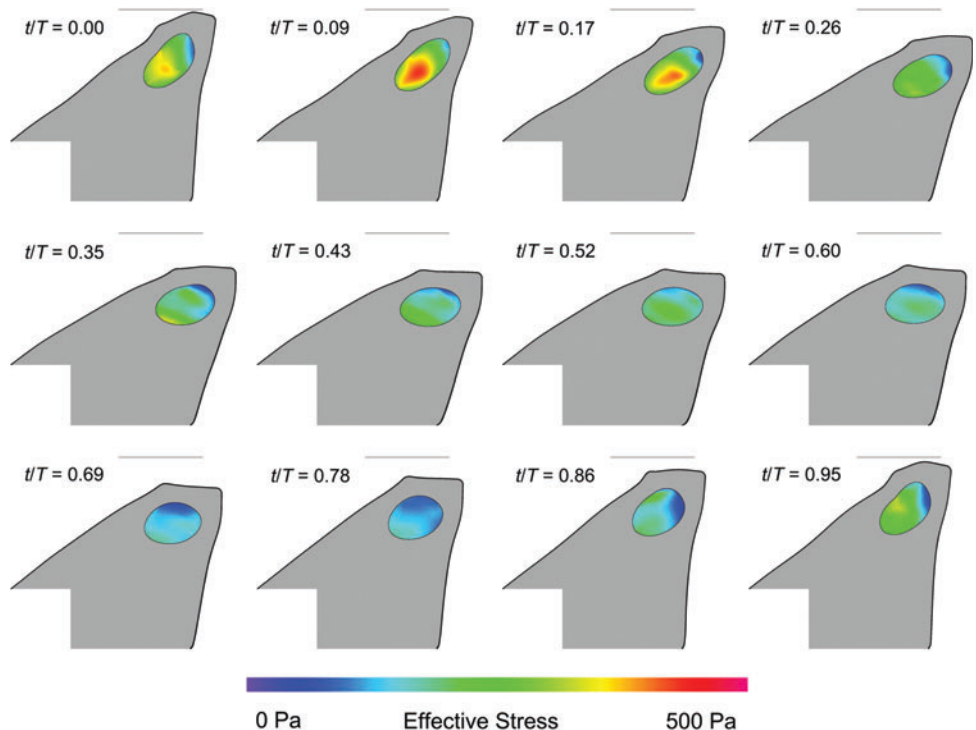 t/T = 0.00
t/T = 0.09
t/T = 0.17
t/T = 0.26
t/T = 0.35
t/T = 0.43
t/T = 0.52
t/T = 0.60
t/T = 0.69
t/T = 0.78
t/T = 0.86
t/T = 0.95
0 Pa Effective Stress 500 Pa